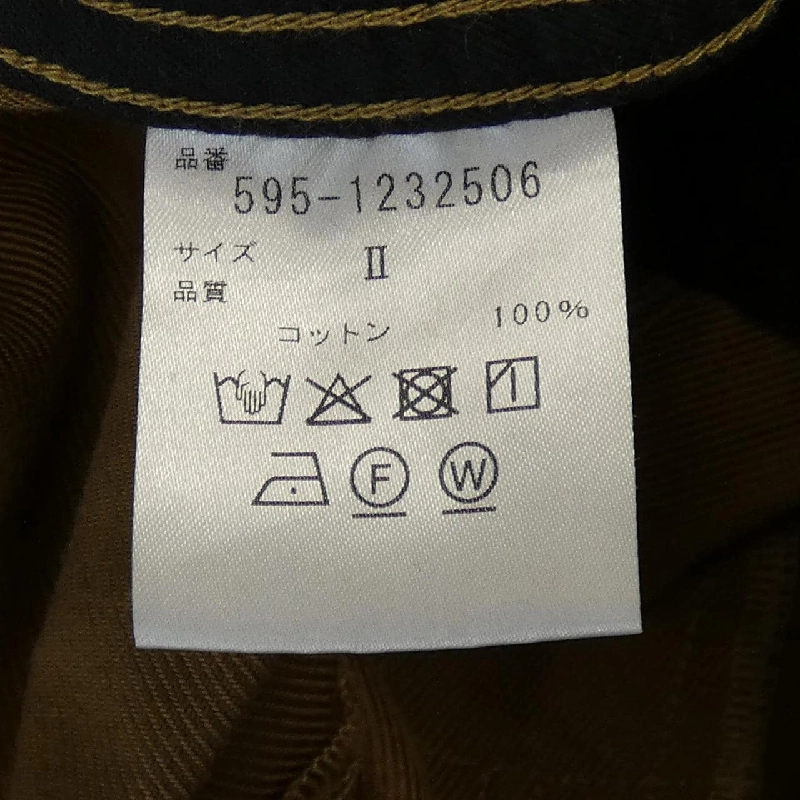 品番
595-1232506
サイズ II
品質
コットン 100%
F W